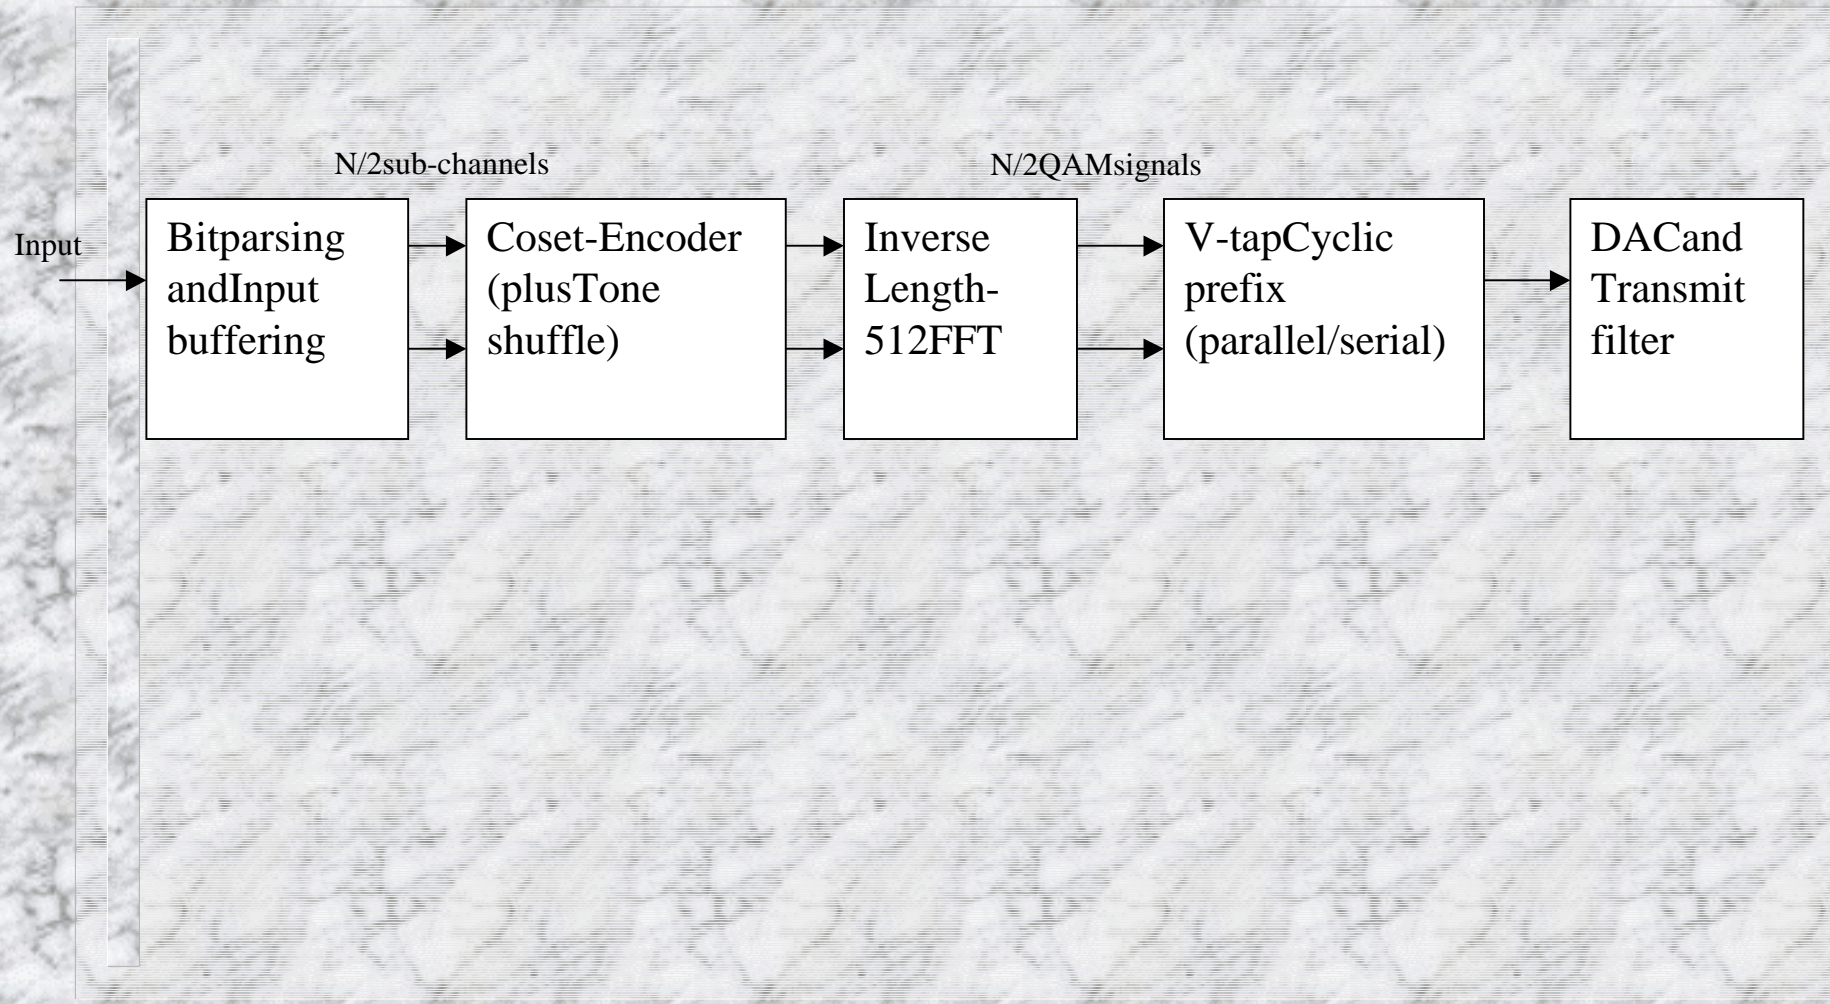 N/2sub-channels
N/2QAMsignals
Input
Bitparsing
andInput
buffering
Coset-Encoder
(plusTone
shuffle)
Inverse
Length-
512FFT
V-tapCyclic
prefix
(parallel/serial)
DACand
Transmit
filter